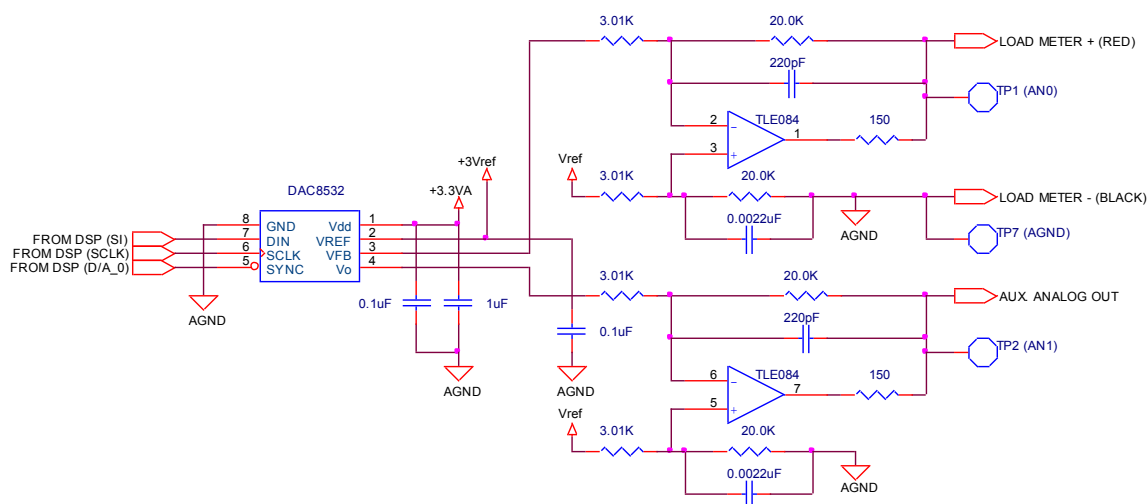 3.01K
20.0K
LOAD METER + (RED)
220pF
TP1 (AN0)
TLE084
150
2
1
3
+3Vref
Vref
3.01K
20.0K
LOAD METER - (BLACK)
DAC8532
+3.3VA
0.0022uF
AGND
TP7 (AGND)
8
GND
Vdd
1
FROM DSP (SI)
7
DIN
VREF
2
FROM DSP (SCLK)
6
SCLK
VFB
3
FROM DSP (D/A_0)
5
SYNC
Vo
4
3.01K
20.0K
AUX. ANALOG OUT
AGND
0.1uF
1uF
220pF
0.1uF
TP2 (AN1)
TLE084
150
AGND
AGND
6
7
5
Vref
3.01K
20.0K
0.0022uF
AGND